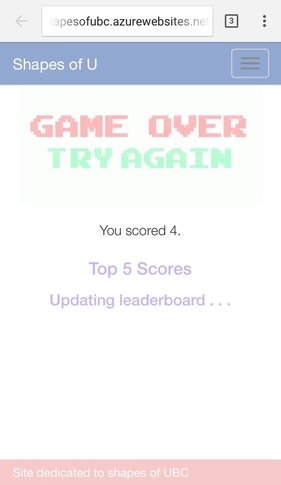 apesofubc.azurewebsites.net
3
Shapes of U
GAME OVER
TRY AGAIN
You scored 4.
Top 5 Scores
Updating leaderboard . . .
Site dedicated to shapes of UBC